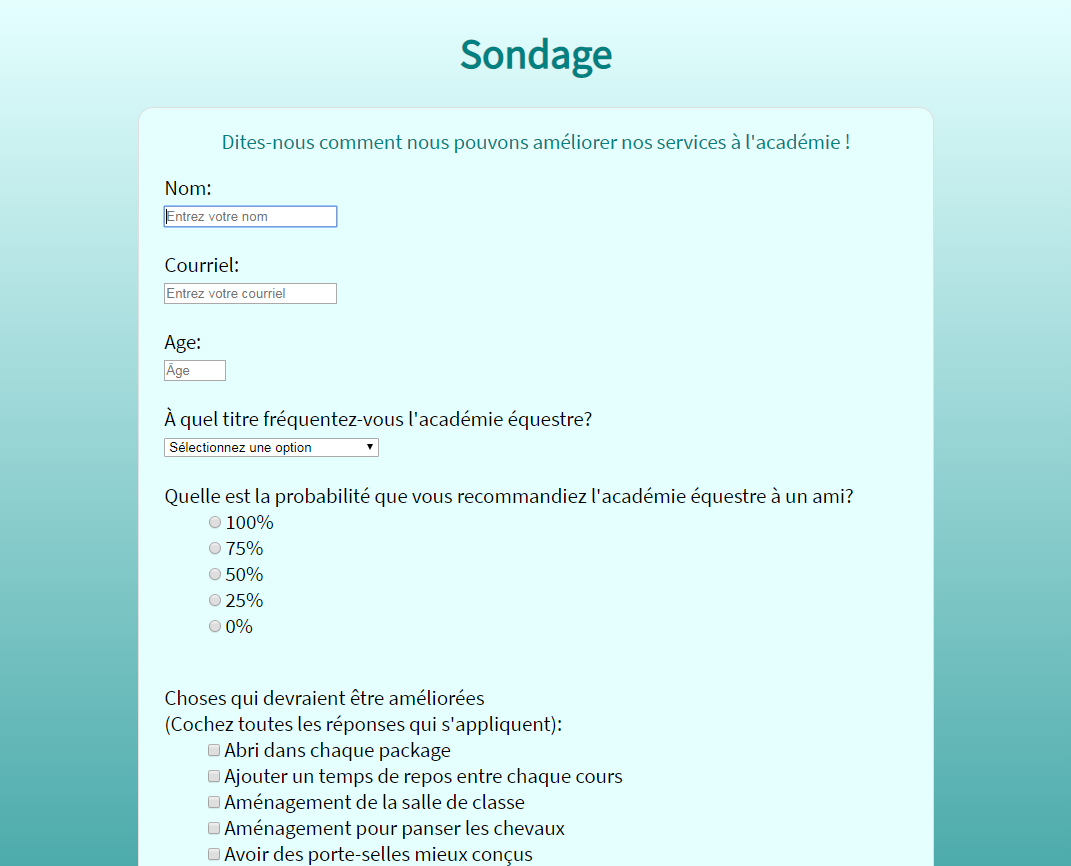 Sondage
Dites-nous comment nous pouvons améliorer nos services à l'académie !
Nom:
Entrez votre nom
Courriel:
Entrez votre courriel
Age:
Âge
À quel titre fréquentez-vous l'académie équestre?
Sélectionnez une option
Quelle est la probabilité que vous recommandiez l'académie équestre à un ami?
100%
75%
50%
25%
0%
Choses qui devraient être améliorées
(Cochez toutes les réponses qui s'appliquent):
Abri dans chaque package
Ajouter un temps de repos entre chaque cours
Aménagement de la salle de classe
Aménagement pour panser les chevaux
Avoir des porte-selles mieux conçus